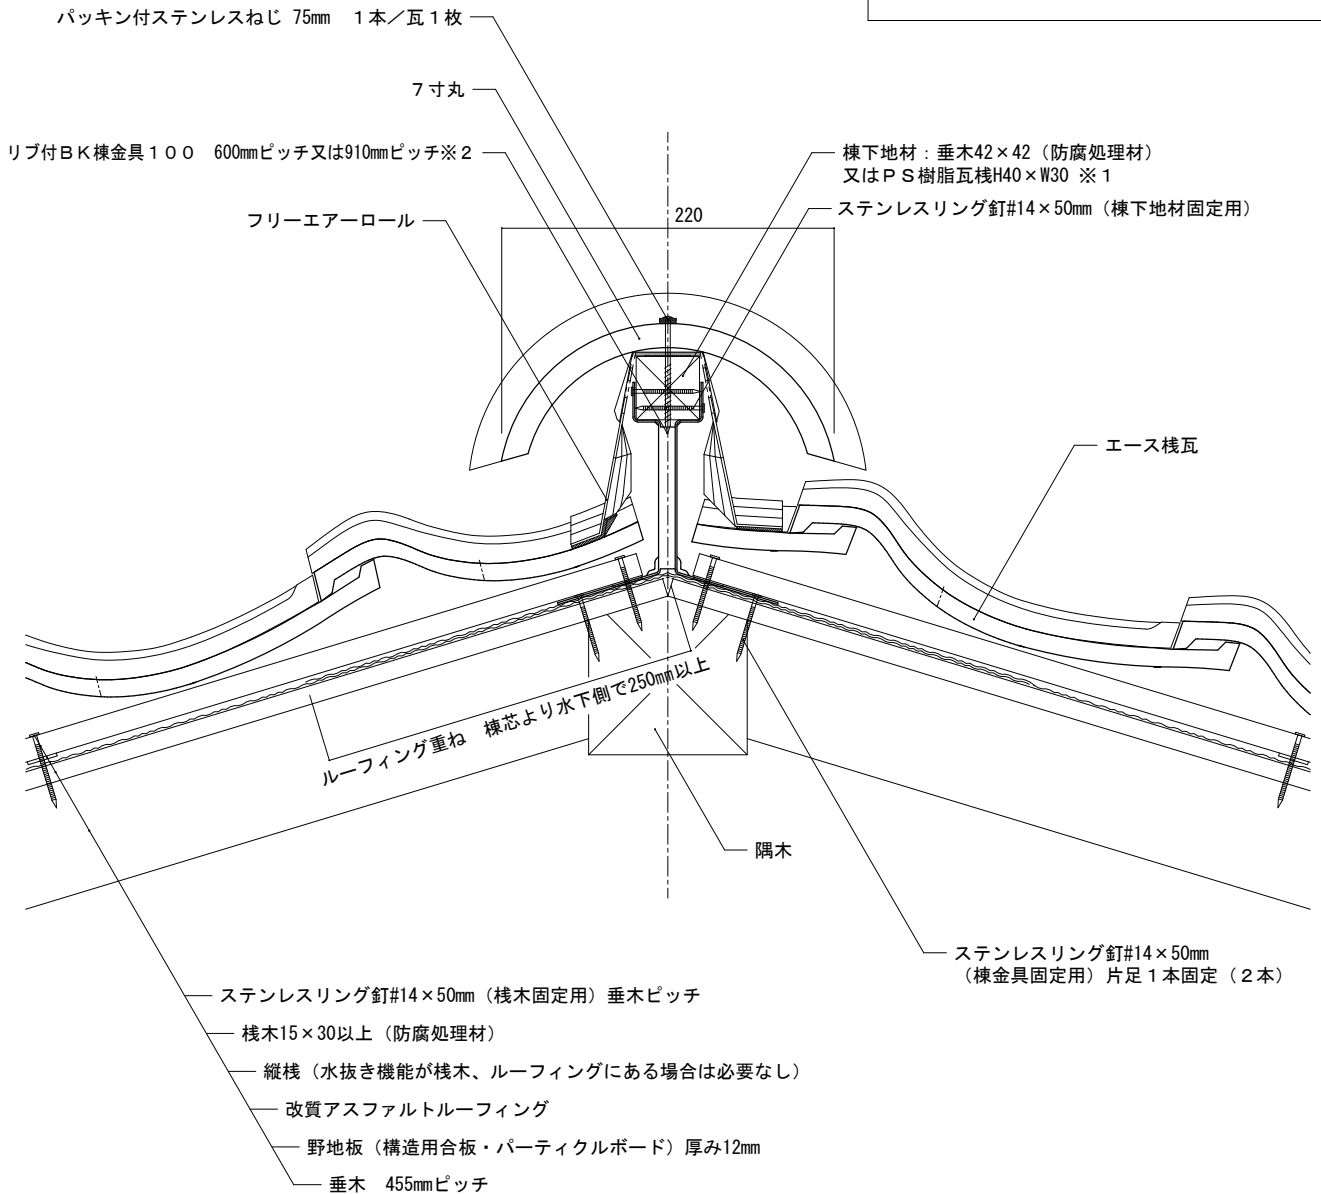 パッキン付ステンレスねじ 75mm　１本／瓦１枚
７寸丸
リブ付ＢＫ棟金具１００　600mmピッチ又は910mmピッチ※２
フリーエアーロール
棟下地材：垂木42×42（防腐処理材）
又はＰＳ樹脂瓦桟H40×W30 ※１
ステンレスリング釘#14×50mm（棟下地材固定用）
220
エース桟瓦
ルーフィング重ね　棟芯より水下側で250mm以上
隅木
ステンレスリング釘#14×50mm
（棟金具固定用）片足１本固定（２本）
ステンレスリング釘#14×50mm（桟木固定用）垂木ピッチ
桟木15×30以上（防腐処理材）
縦桟（水抜き機能が桟木、ルーフィングにある場合は必要なし）
改質アスファルトルーフィング
野地板（構造用合板・パーティクルボード）厚み12mm
垂木　455mmピッチ